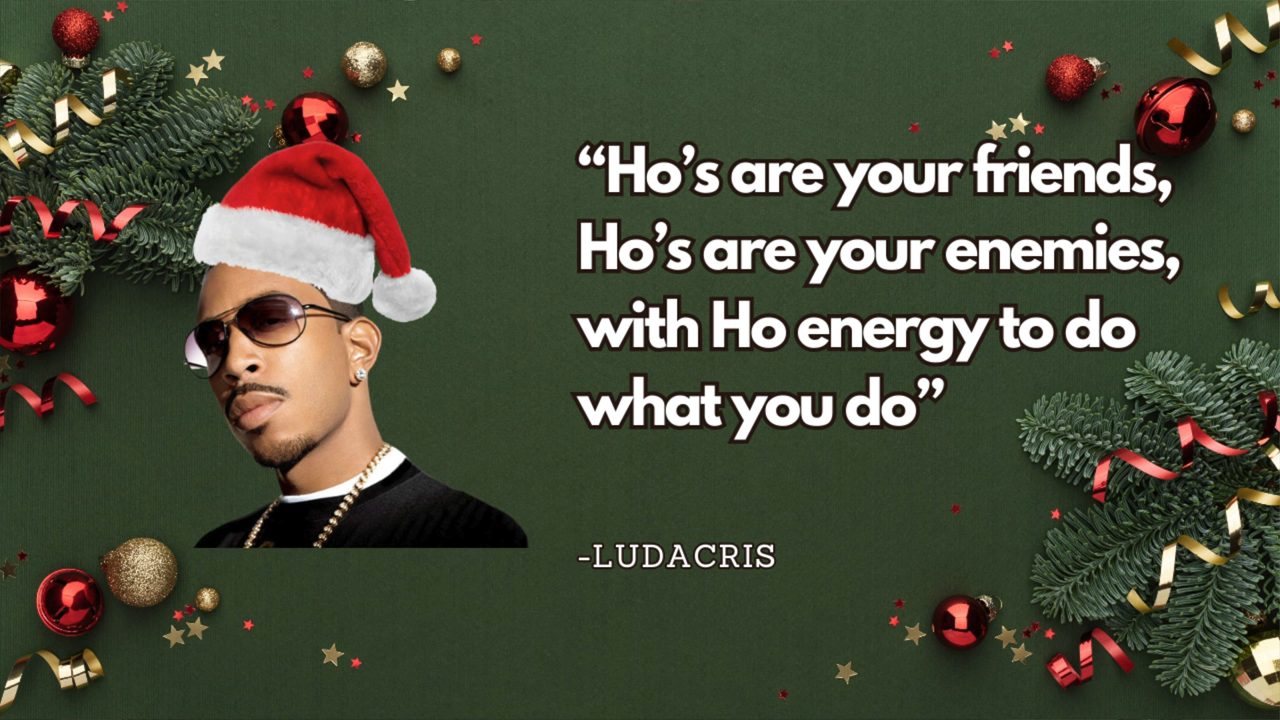 “Ho’s are your friends,
Ho’s are your enemies,
with Ho energy to do
what you do”
-LUDACRIS